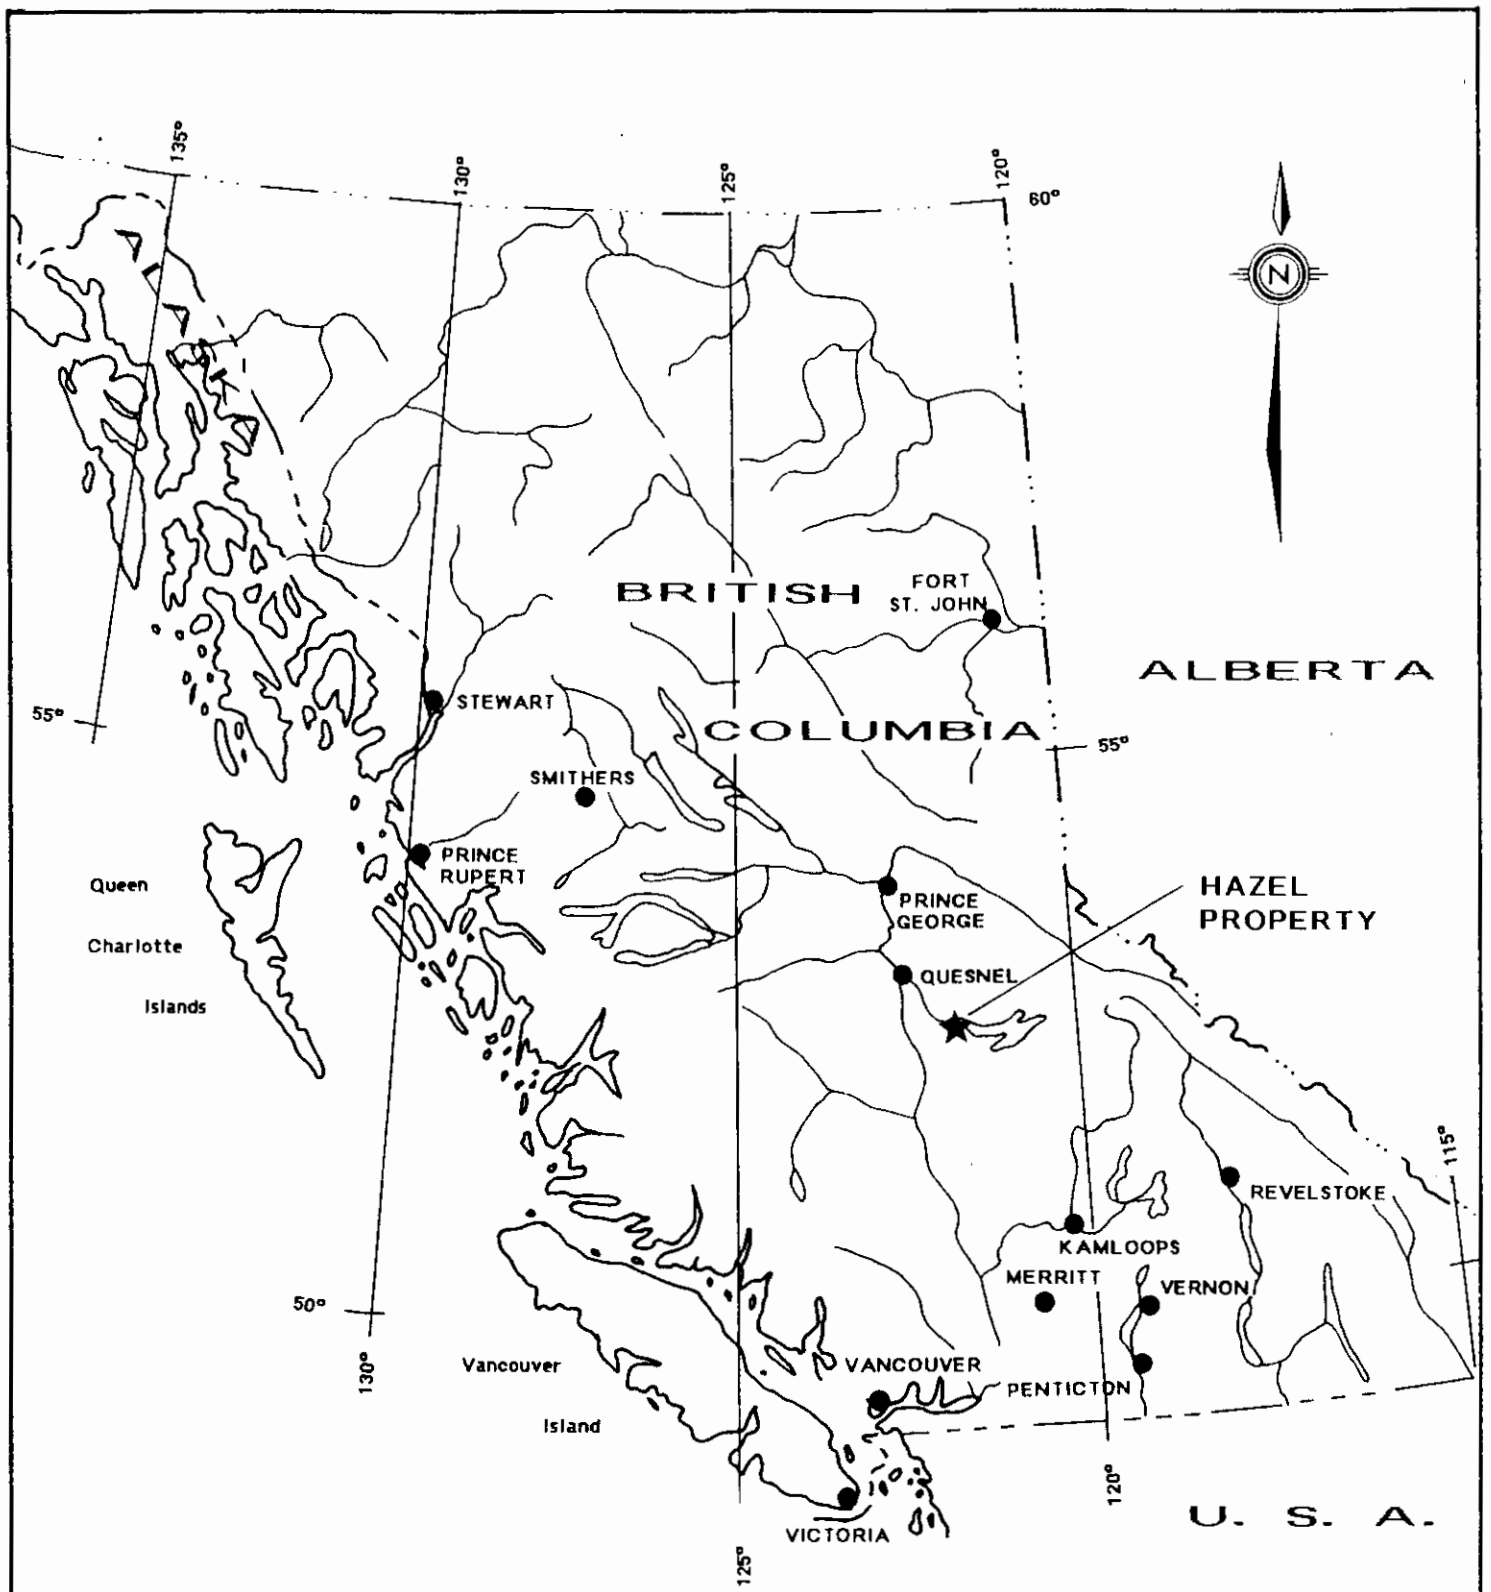 135°
130°
125°
120°
60°
N
ALASKA
BRITISH
COLUMBIA
FORT
ST. JOHN
ALBERTA
55°
STEWART
55°
SMITHERS
PRINCE
RUPERT
Queen
Charlotte
Islands
PRINCE
GEORGE
HAZEL
PROPERTY
QUESNEL
115°
REVELSTOKE
KAMLOOPS
MERRITT
VERNON
50°
130°
Vancouver
Island
VANCOUVER
PENTICTON
120°
VICTORIA
125°
U. S. A.